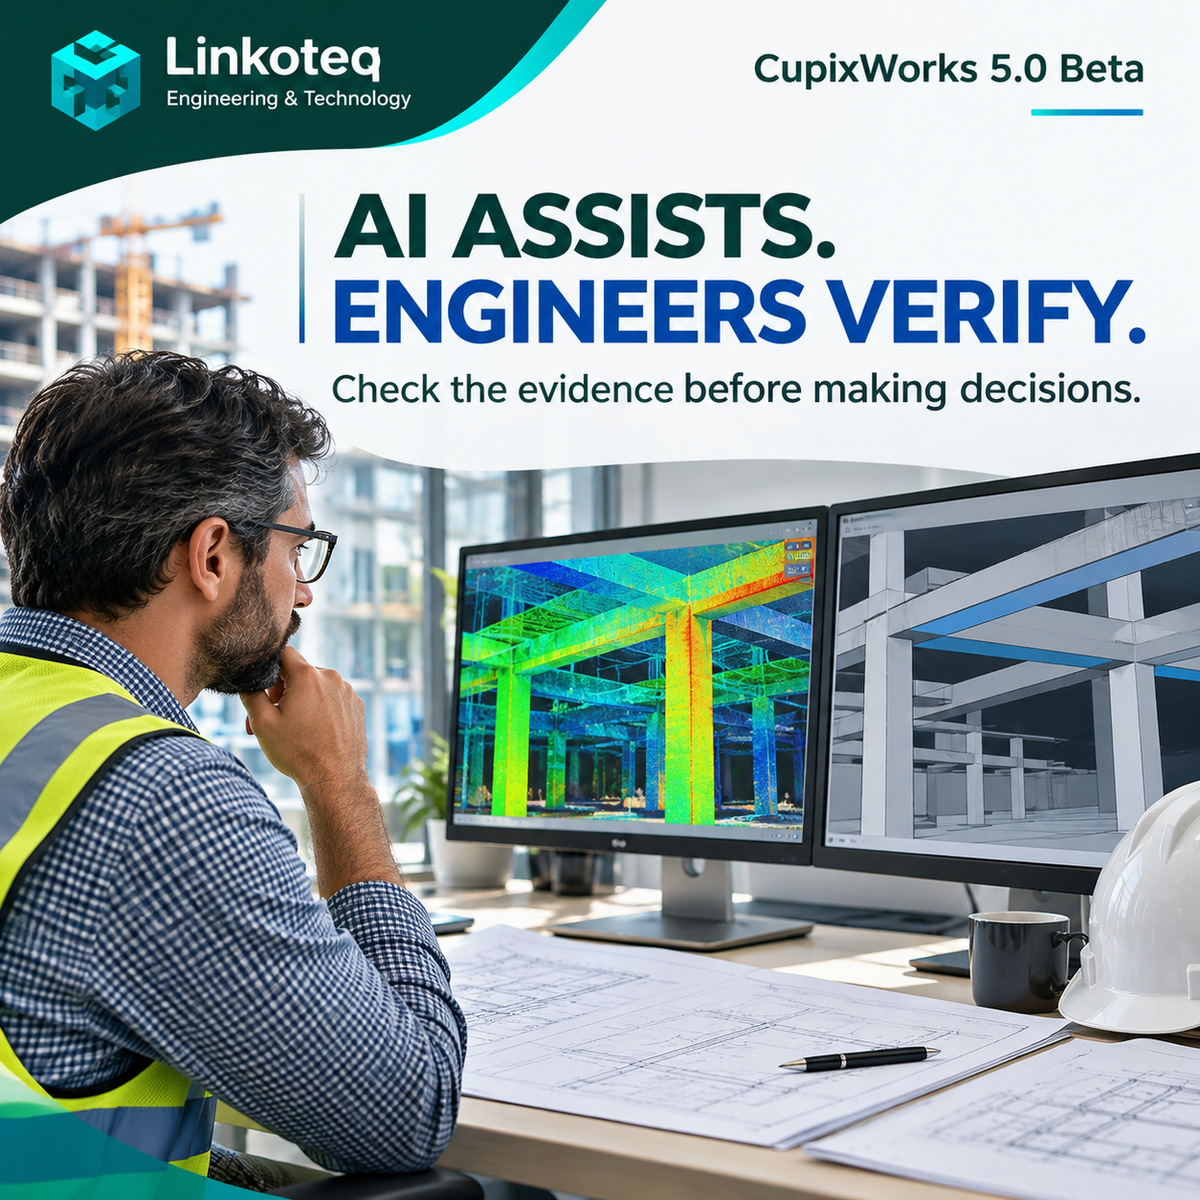 Linkoteq
Engineering & Technology
CupixWorks 5.0 Beta
AI ASSISTS.
ENGINEERS VERIFY.
Check the evidence before making decisions.